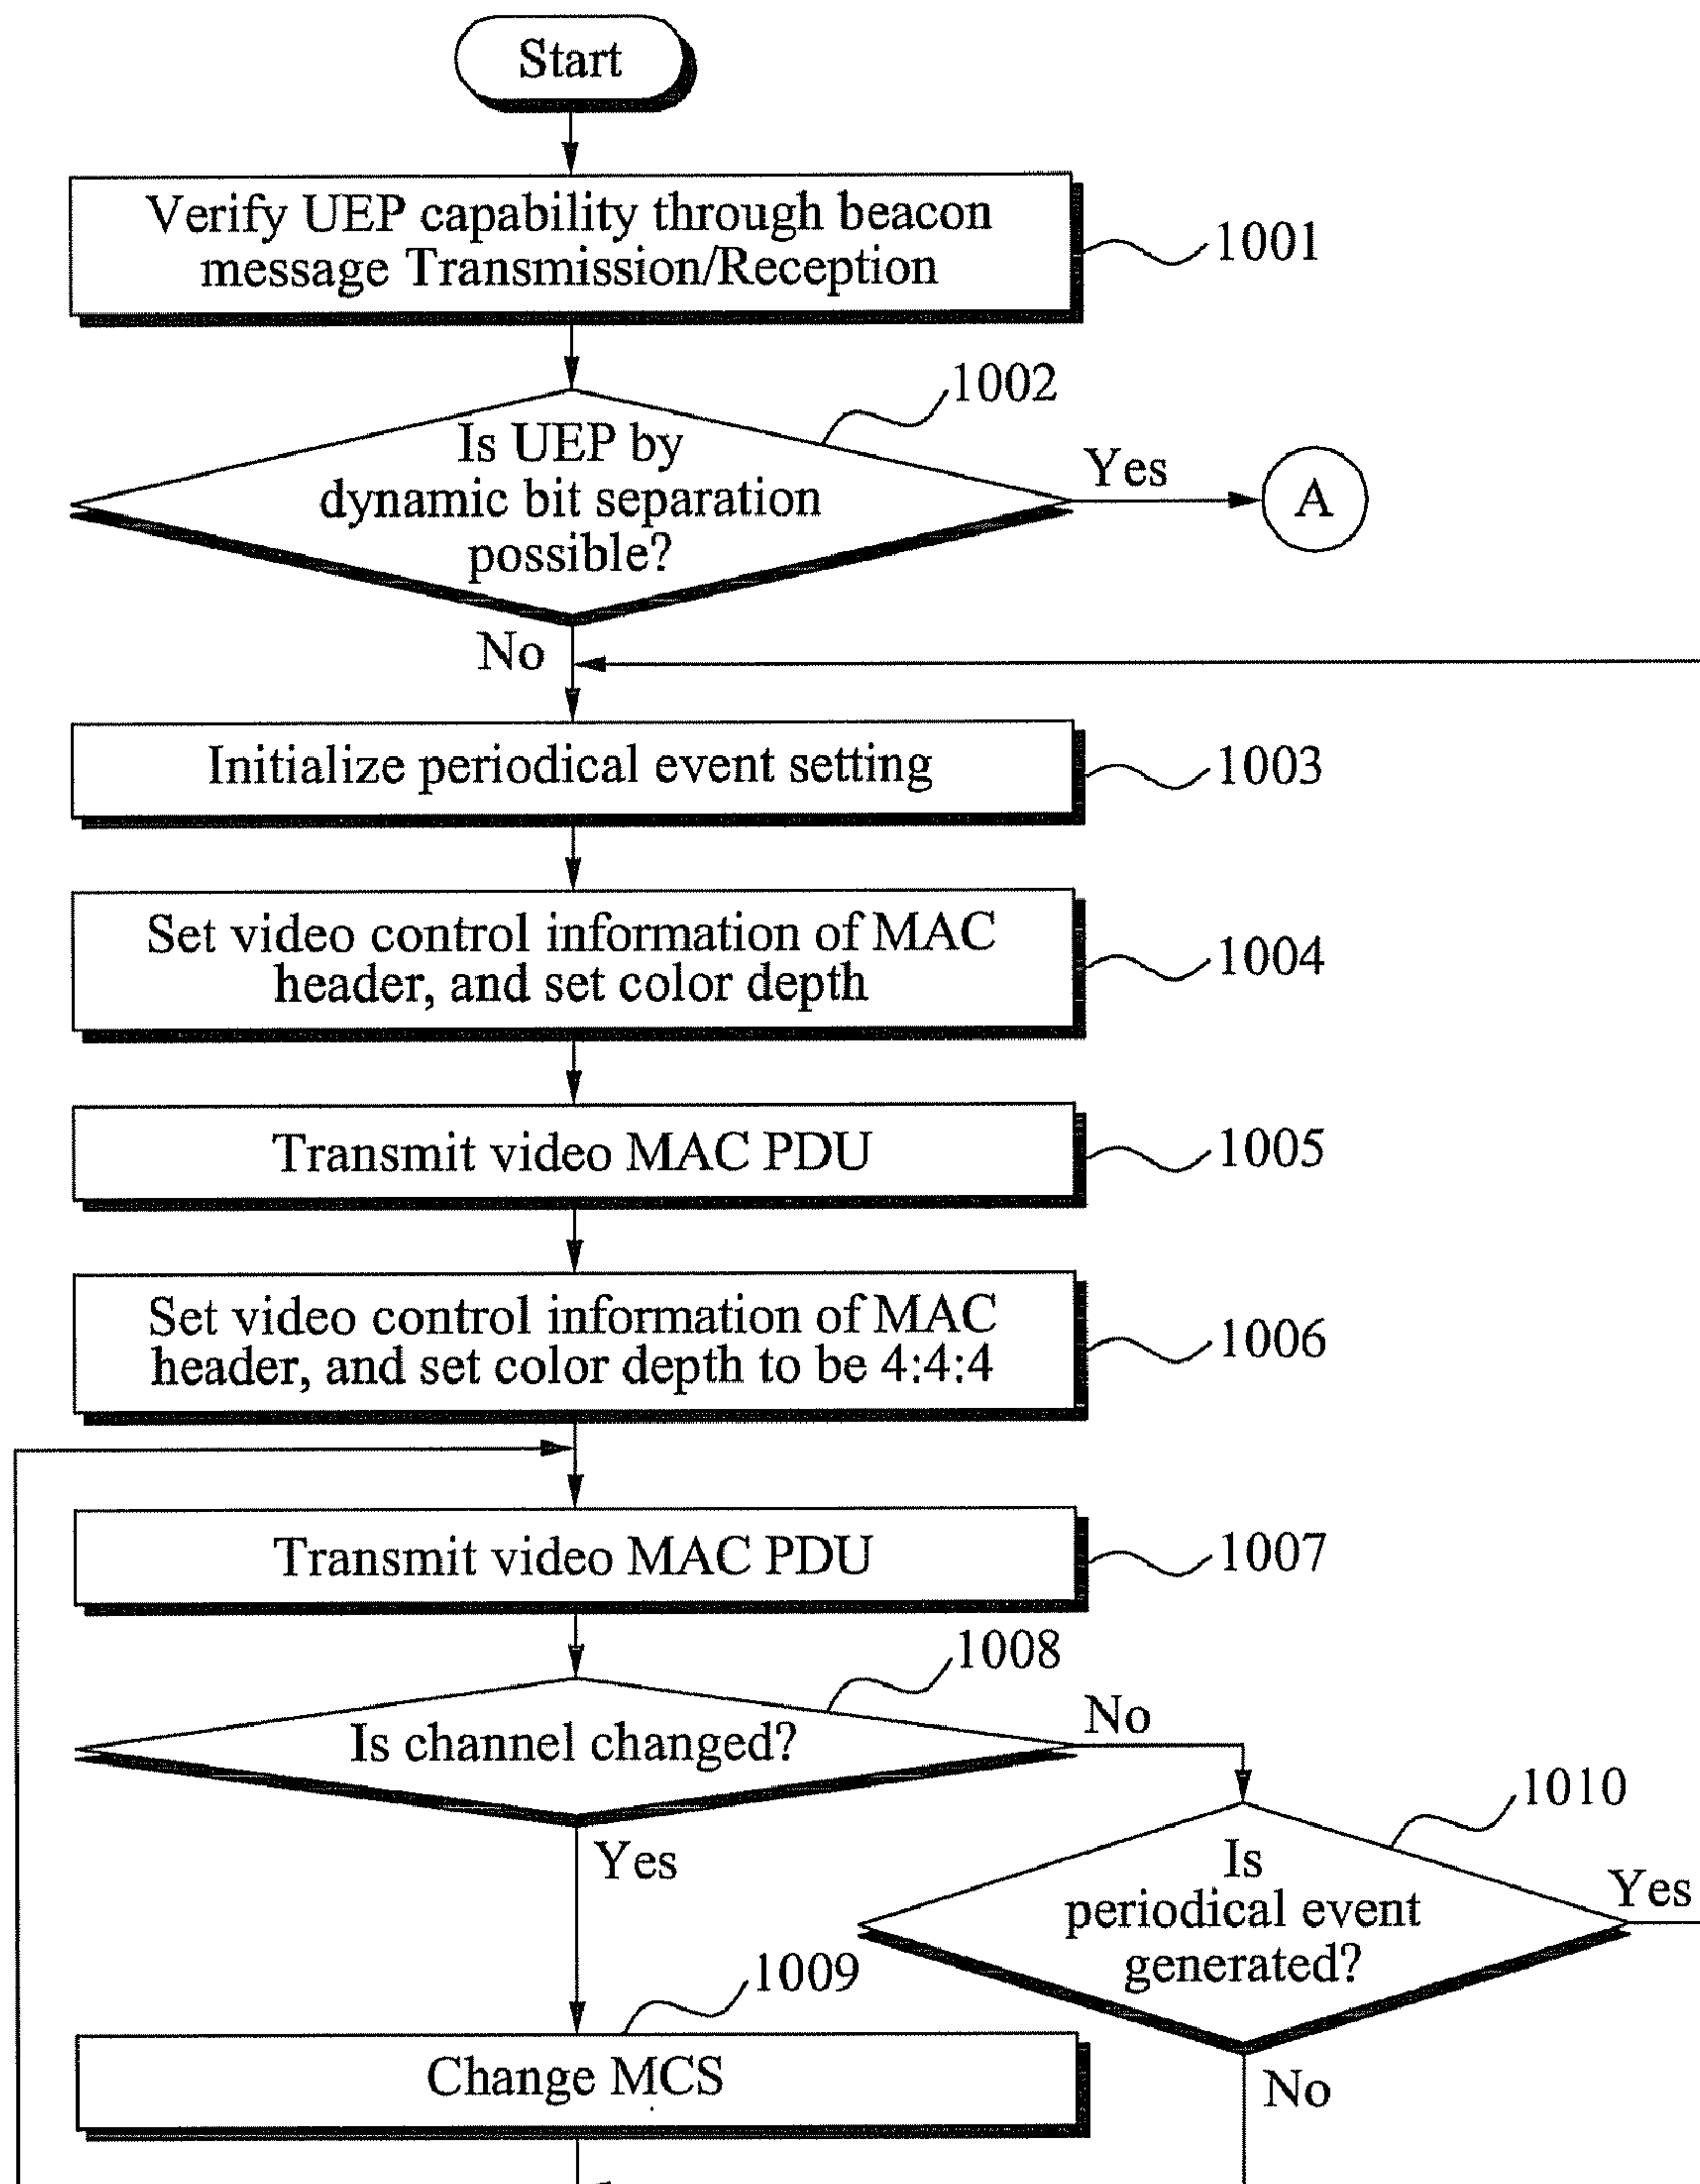 Start
Verify UEP capability through beacon
message Transmission/Reception
1001
1002
Is UEP by
dynamic bit separation
possible?
Yes
A
No
Initialize periodical event setting
1003
Set video control information of MAC
header, and set color depth
1004
Transmit video MAC PDU
1005
Set video control information of MAC
header, and set color depth to be 4:4:4
1006
Transmit video MAC PDU
1007
1008
Is channel changed?
No
Yes
1010
Is
periodical event
generated?
Yes
1009
Change MCS
No